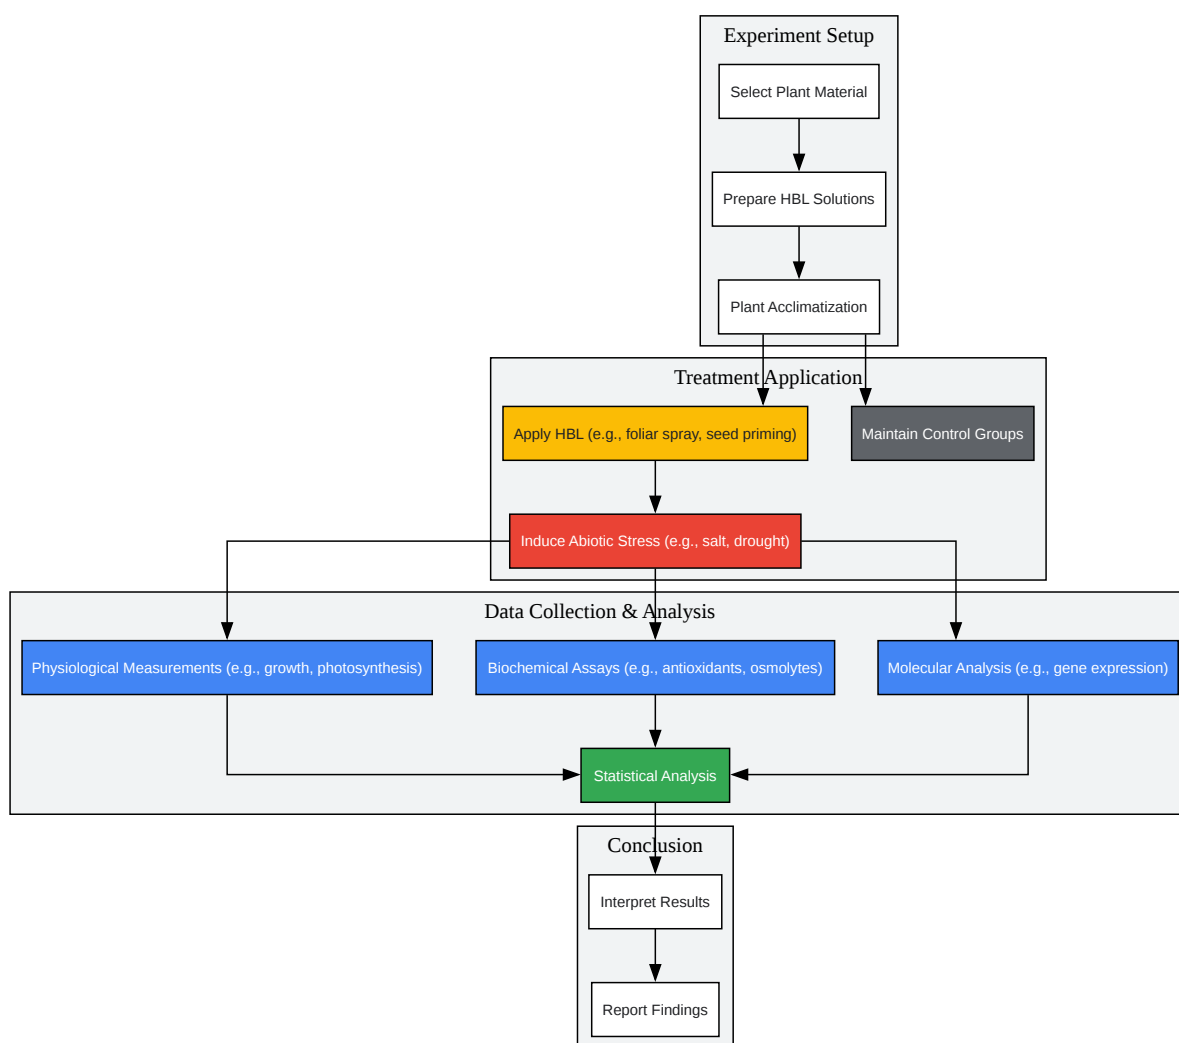 Experiment Setup
Select Plant Material
Prepare HBL Solutions
Plant Acclimatization
Treatment Application
Apply HBL (e.g., foliar spray, seed priming)
Maintain Control Groups
Induce Abiotic Stress (e.g., salt, drought)
Data Collection & Analysis
Physiological Measurements (e.g., growth, photosynthesis)
Biochemical Assays (e.g., antioxidants, osmolytes)
Molecular Analysis (e.g., gene expression)
Statistical Analysis
Conclusion
Interpret Results
Report Findings